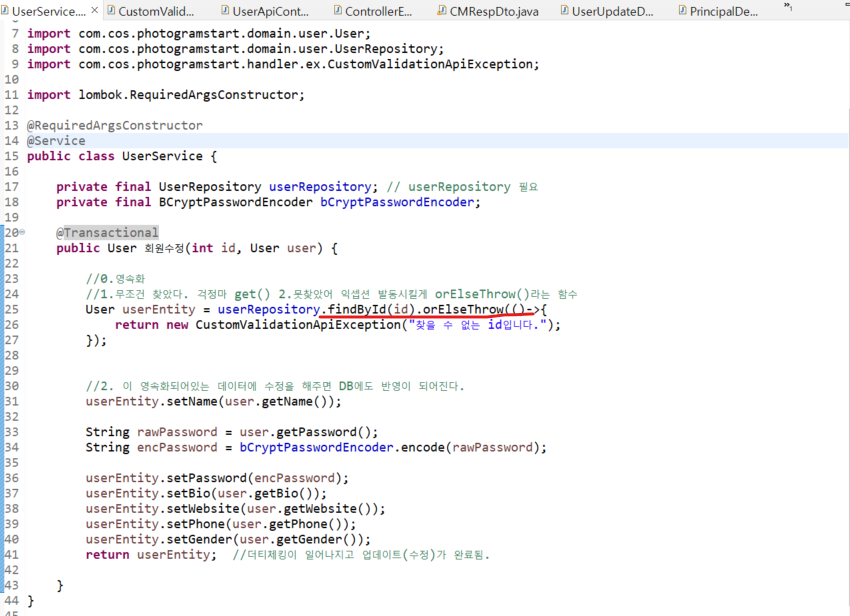 UserService.... CustomValid... UserApiCont... ControllerE... CMRespDto.java UserUpdateD... PrincipalDe... »1
7 import com.cos.photogramstart.domain.user.User;
8 import com.cos.photogramstart.domain.user.UserRepository;
9 import com.cos.photogramstart.handler.ex.CustomValidationApiException;
10
11 import lombok.RequiredArgsConstructor;
12
13 @RequiredArgsConstructor
14 @Service
15 public class UserService {
16
17     private final UserRepository userRepository; // userRepository 필요
18     private final BCryptPasswordEncoder bCryptPasswordEncoder;
19
20     @Transactional
21     public User 회원수정(int id, User user) {
22
23         //0.영속화
24         //1.무조건 찾았다. 걱정마 get() 2.못찾았어 익셉션 발동시킬게 orElseThrow()라는 함수
25         User userEntity = userRepository.findById(id).orElseThrow(()->{
26             return new CustomValidationApiException("찾을 수 없는 id입니다.");
27         });
28
29
30         //2. 이 영속화되어있는 데이터에 수정을 해주면 DB에도 반영이 되어진다.
31         userEntity.setName(user.getName());
32
33         String rawPassword = user.getPassword();
34         String encPassword = bCryptPasswordEncoder.encode(rawPassword);
35
36         userEntity.setPassword(encPassword);
37         userEntity.setBio(user.getBio());
38         userEntity.setWebsite(user.getWebsite());
39         userEntity.setPhone(user.getPhone());
40         userEntity.setGender(user.getGender());
41         return userEntity;  //더티체킹이 일어나지고 업데이트(수정)가 완료됨.
42
43     }
44 }
45